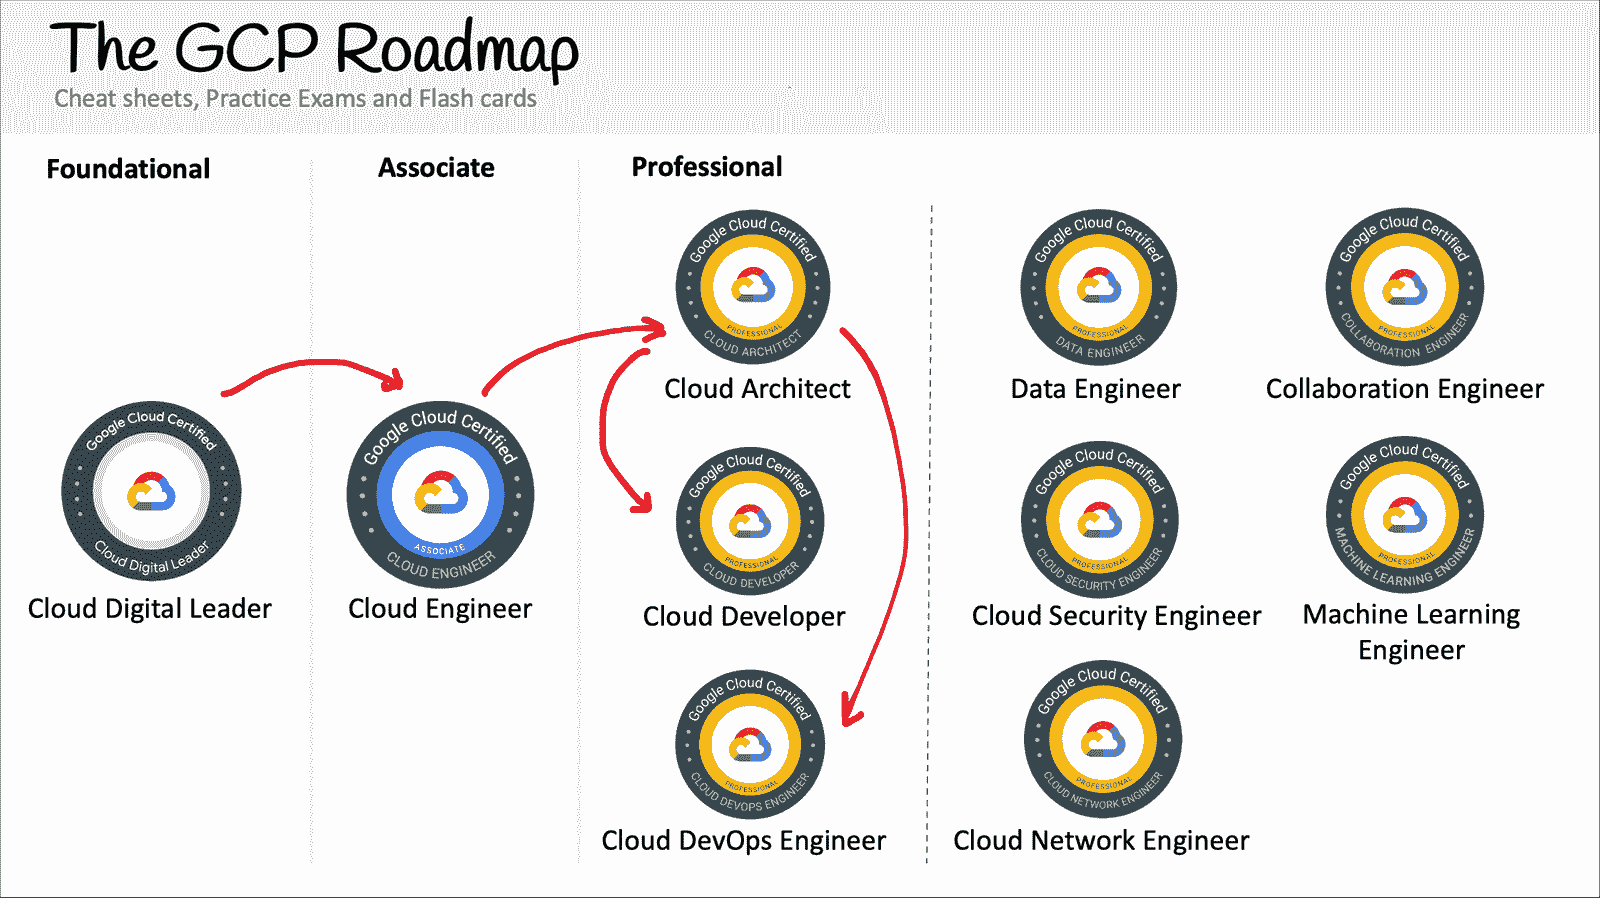 The GCP Roadmap
Cheat sheets, Practice Exams and Flash cards
Foundational
Associate
Professional
Google Cloud Certified
Cloud Digital Leader
Cloud Digital Leader
Google Cloud Certified
ASSOCIATE
CLOUD ENGINEER
Cloud Engineer
Google Cloud Certified
PROFESSIONAL
CLOUD ARCHITECT
Cloud Architect
Google Cloud Certified
PROFESSIONAL
CLOUD DEVELOPER
Cloud Developer
Google Cloud Certified
PROFESSIONAL
CLOUD DEVOPS ENGINEER
Cloud DevOps Engineer
Google Cloud Certified
PROFESSIONAL
DATA ENGINEER
Data Engineer
Google Cloud Certified
PROFESSIONAL
CLOUD SECURITY ENGINEER
Cloud Security Engineer
Google Cloud Certified
PROFESSIONAL
CLOUD NETWORK ENGINEER
Cloud Network Engineer
Google Cloud Certified
PROFESSIONAL
COLLABORATION ENGINEER
Collaboration Engineer
Google Cloud Certified
PROFESSIONAL
MACHINE LEARNING ENGINEER
Machine Learning
Engineer